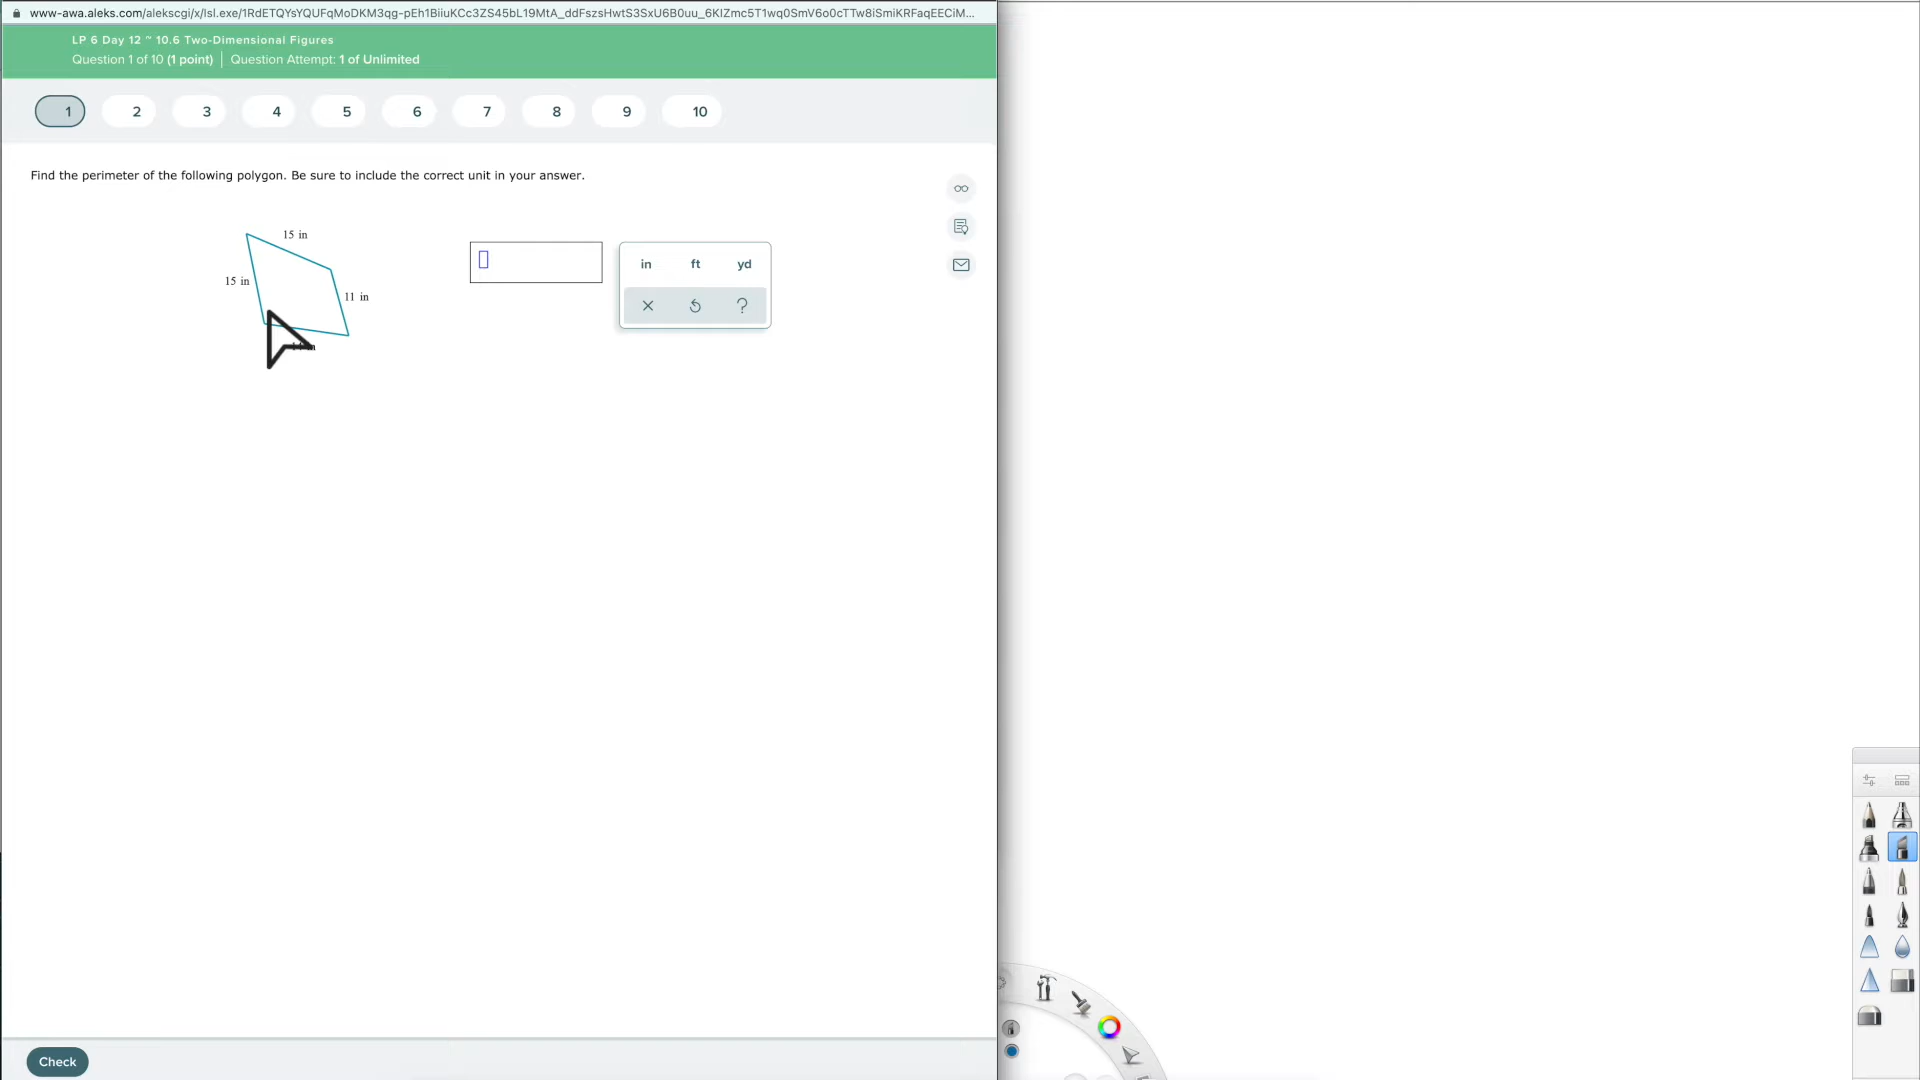 www-awa.aleks.com/alekscgi/x/Isl.exe/1RdETQYsYQUFqMoDKM3qg-pEh1BiiuKCc3ZS45bL19MtA_ddFszsHwtS3SxU6B0uu_6KIZmc5T1wq0SmV6o0cTTw8iSmiKRFaqEECiM...
LP 6 Day 12 ~ 10.6 Two-Dimensional Figures
Question 1 of 10 (1 point) | Question Attempt: 1 of Unlimited
1 2 3 4 5 6 7 8 9 10
Find the perimeter of the following polygon. Be sure to include the correct unit in your answer.
15 in
15 in
11 in
in ft yd
?
Check